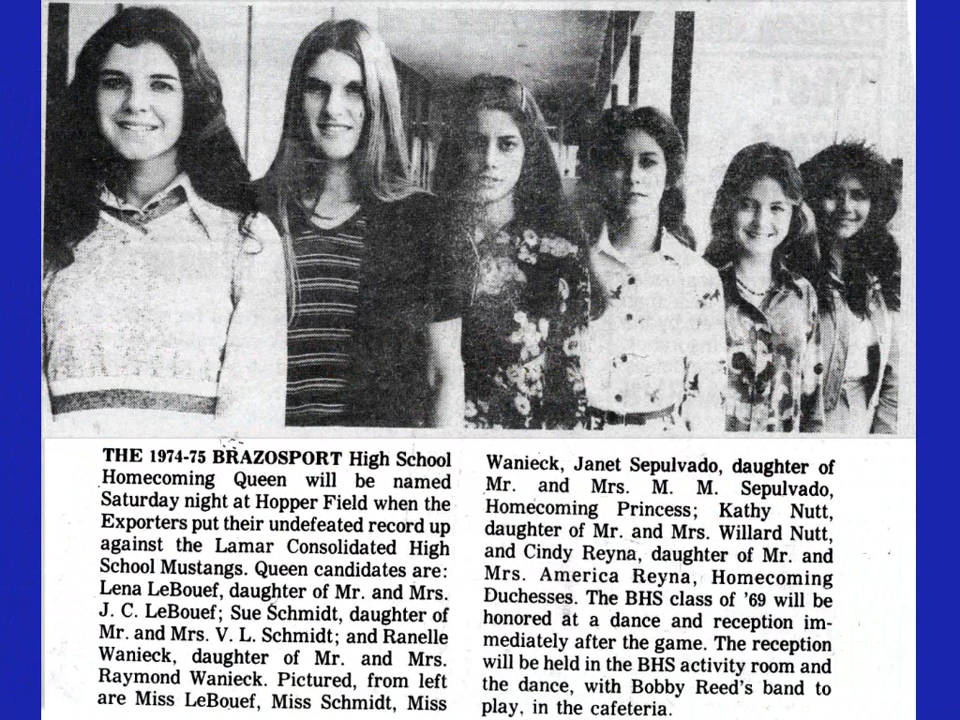 THE 1974-75 BRAZOSPORT High School
Homecoming Queen will be named
Saturday night at Hopper Field when the
Exporters put their undefeated record up
against the Lamar Consolidated High
School Mustangs. Queen candidates are:
Lena LeBouef, daughter of Mr. and Mrs.
J. C. LeBouef; Sue Schmidt, daughter of
Mr. and Mrs. V. L. Schmidt; and Ranelle
Wanieck, daughter of Mr. and Mrs.
Raymond Wanieck. Pictured, from left
are Miss LeBouef, Miss Schmidt, Miss
Wanieck, Janet Sepulvado, daughter of
Mr. and Mrs. M. M. Sepulvado,
Homecoming Princess; Kathy Nutt,
daughter of Mr. and Mrs. Willard Nutt,
and Cindy Reyna, daughter of Mr. and
Mrs. America Reyna, Homecoming
Duchesses. The BHS class of '69 will be
honored at a dance and reception im-
mediately after the game. The reception
will be held in the BHS activity room and
the dance, with Bobby Reed's band to
play, in the cafeteria.